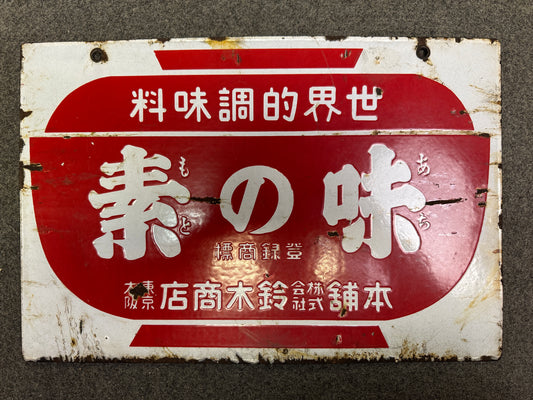 世界的調味料
味の素
あぢ
もと
登録商標
本舗株式会社鈴木商店東京大阪